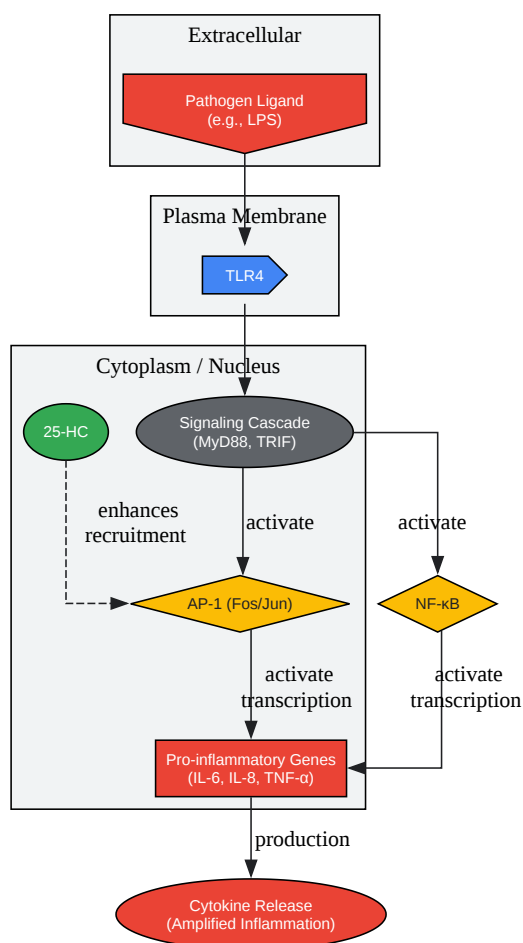 Extracellular
Pathogen Ligand
(e.g., LPS)
Plasma Membrane
TLR4
Cytoplasm / Nucleus
25-HC
Signaling Cascade
(MyD88, TRIF)
enhances
recruitment
activate
activate
AP-1 (Fos/Jun)
NF-κB
activate
transcription
activate
transcription
Pro-inflammatory Genes
(IL-6, IL-8, TNF-α)
production
Cytokine Release
(Amplified Inflammation)